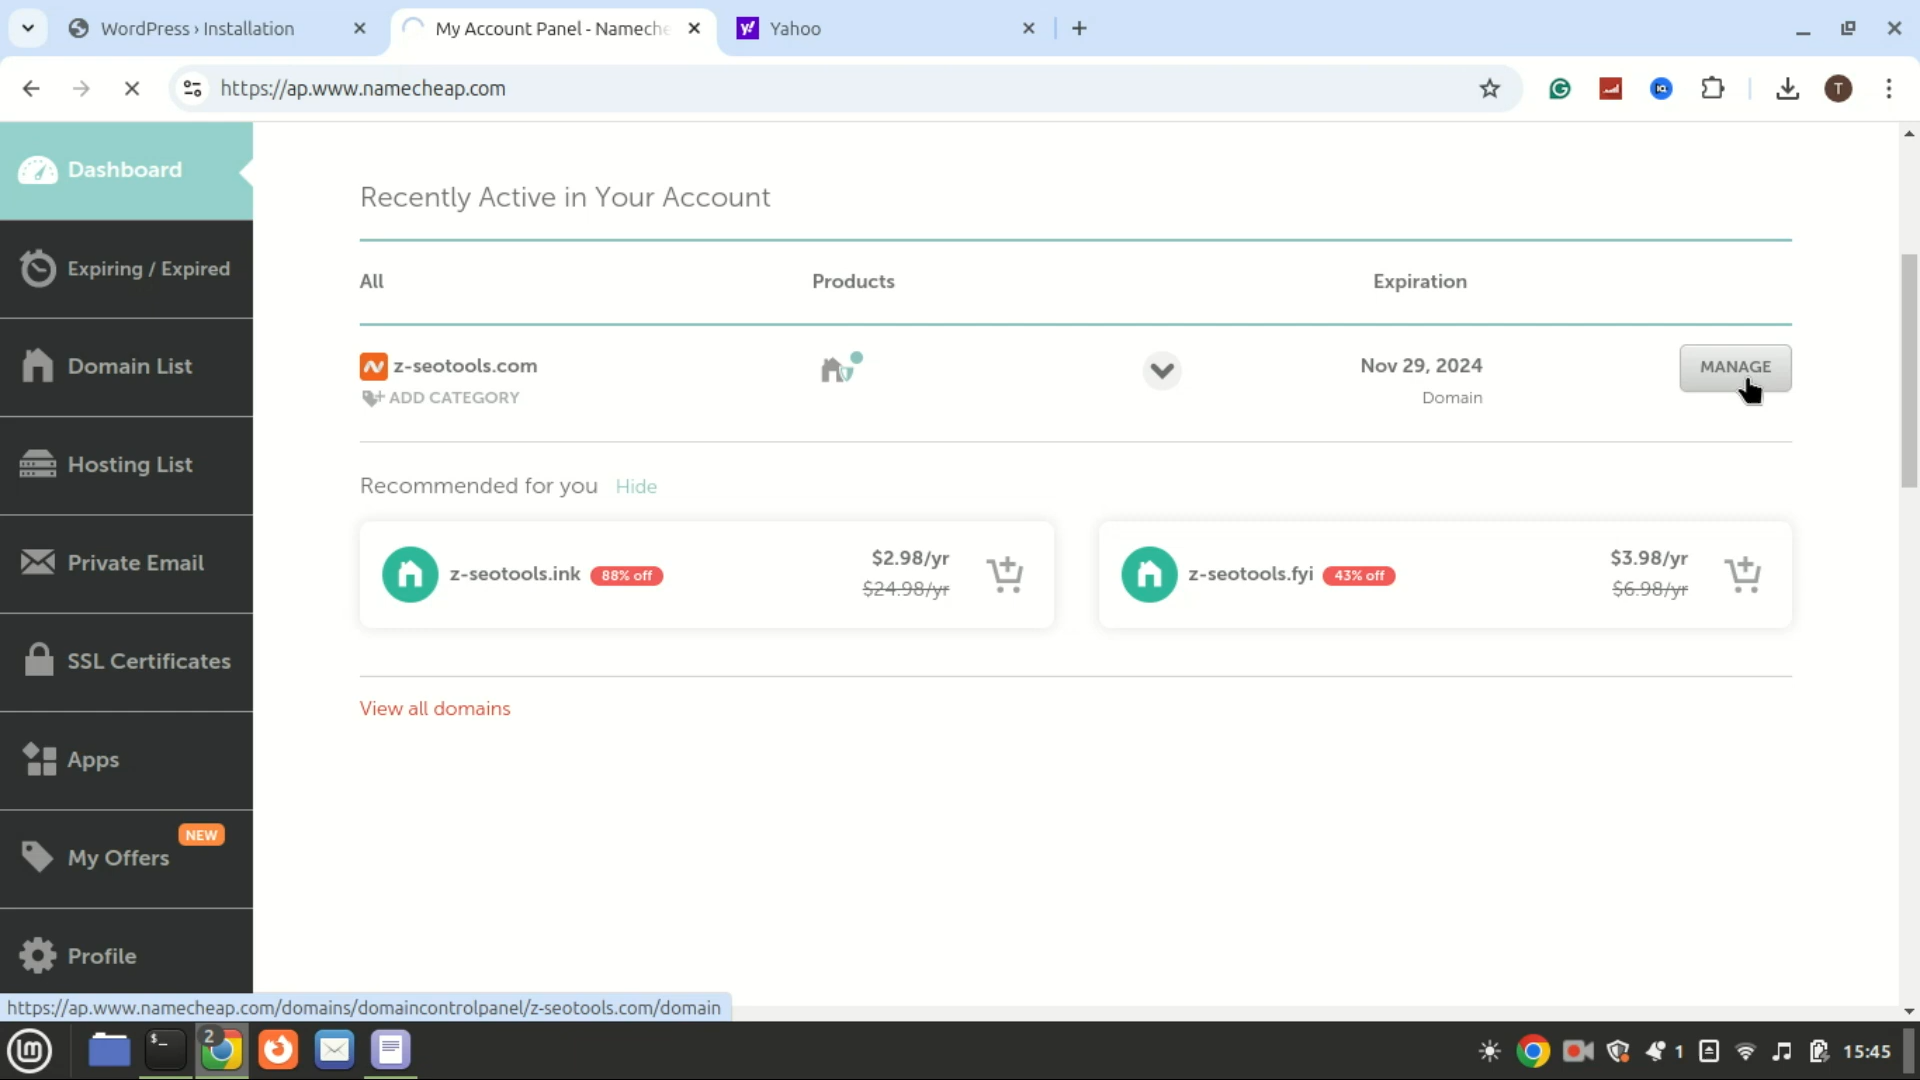 WordPress › Installation
My Account Panel - Nameche
Yahoo
https://ap.www.namecheap.com
T
Dashboard
Expiring / Expired
Domain List
Hosting List
Private Email
SSL Certificates
Apps
NEW
My Offers
Profile
Recently Active in Your Account
All Products Expiration
z-seotools.com Nov 29, 2024 MANAGE
ADD CATEGORY Domain
Recommended for you Hide
z-seotools.ink 88% off $2.98/yr
$24.98/yr
z-seotools.fyi 43% off $3.98/yr
$6.98/yr
View all domains
https://ap.www.namecheap.com/domains/domaincontrolpanel/z-seotools.com/domain
2
1
15:45